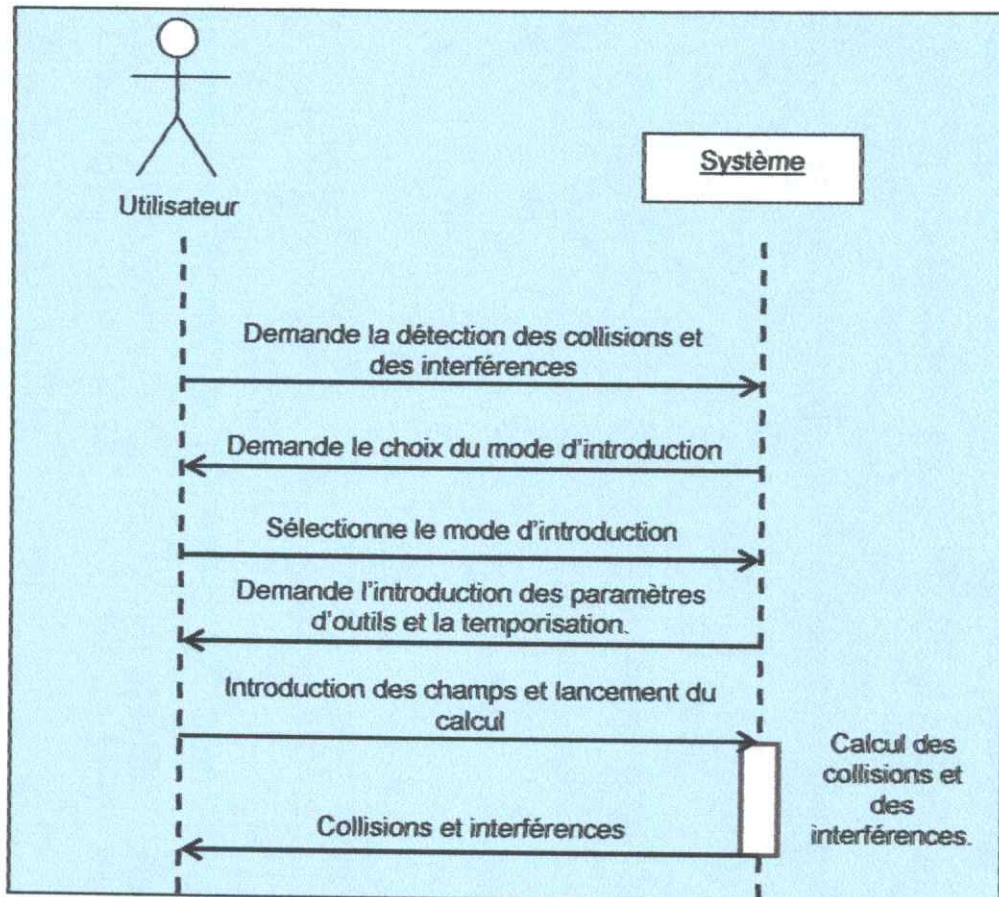 Système
Utilisateur
Demande la détection des collisions et
des interférences
Demande le choix du mode d'introduction
Sélectionne le mode d'introduction
Demande l'introduction des paramètres
d'outils et la temporisation.
Introduction des champs et lancement du
calcul
Calcul des
collisions et
des
interférences.
Collisions et interférences